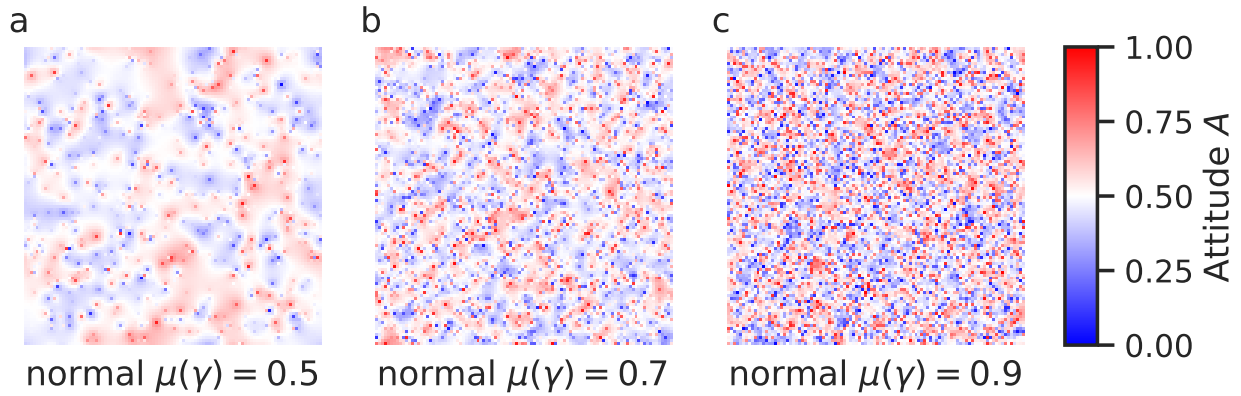 a
b
c
normal μ(γ) = 0.5
normal μ(γ) = 0.7
normal μ(γ) = 0.9
1.00
0.75
0.50
0.25
0.00
Attitude A